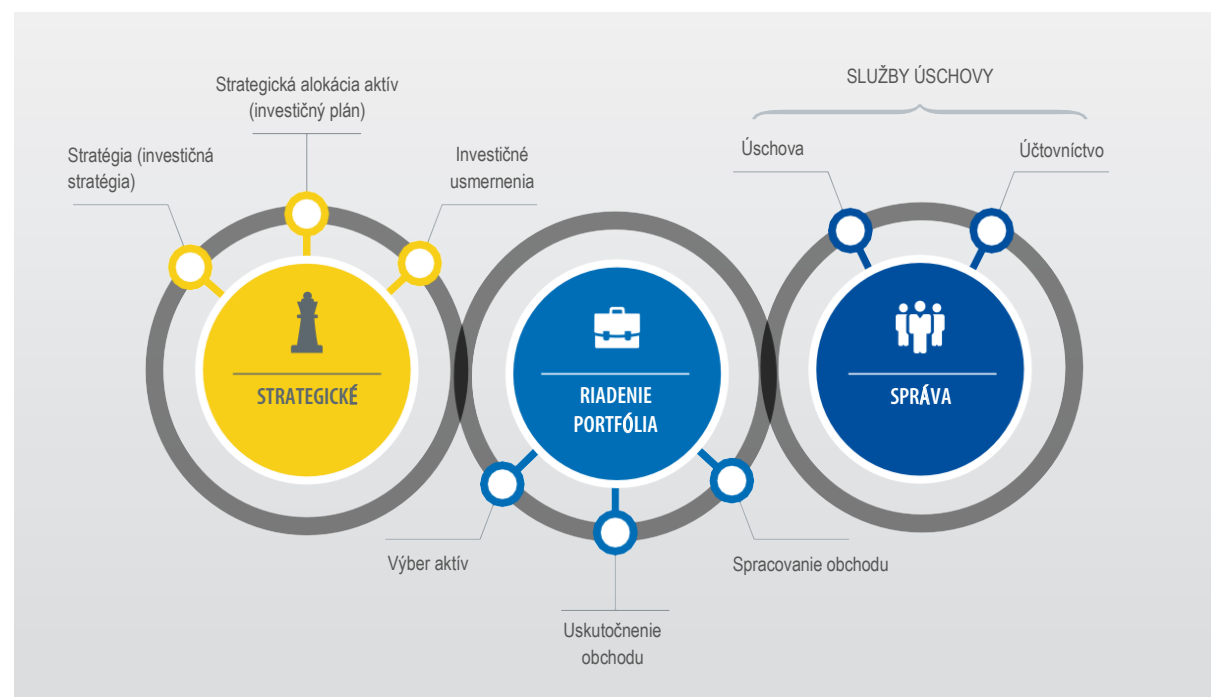 Strategická alokácia aktív
(investičný plán)
Stratégia (investičná
stratégia)
Investičné
usmernenia
SLUŽBY ÚSCHOVY
Úschova
Účtovníctvo
STRATEGICKÉ
RIADENIE
PORTFÓLIA
SPRÁVA
Výber aktív
Uskutočnenie
obchodu
Spracovanie obchodu